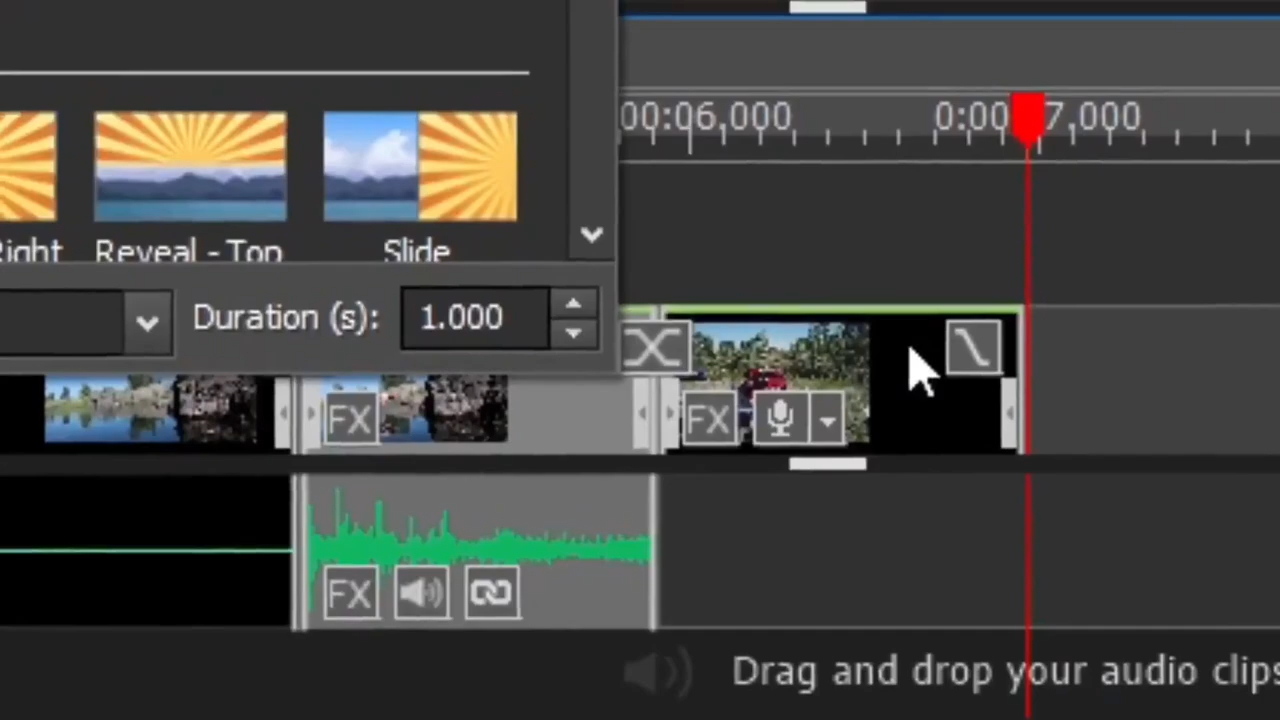 00:06,000
0:00 7,000
Right
Reveal - Top
Slide
Duration (s):
1.000
FX
FX
FX
Drag and drop your audio clips